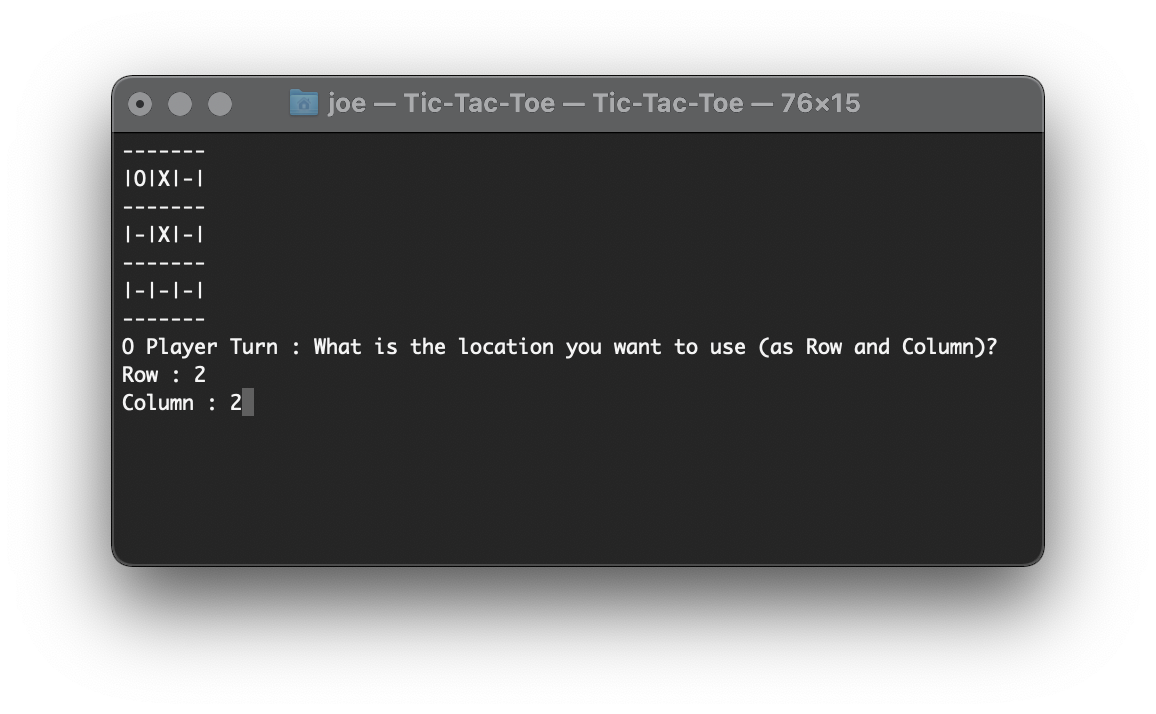 joe — Tic-Tac-Toe — Tic-Tac-Toe — 76×15
-------
|O|X|-|
-------
|-|X|-|
-------
|-|-|-|
-------
O Player Turn : What is the location you want to use (as Row and Column)?
Row : 2
Column : 2